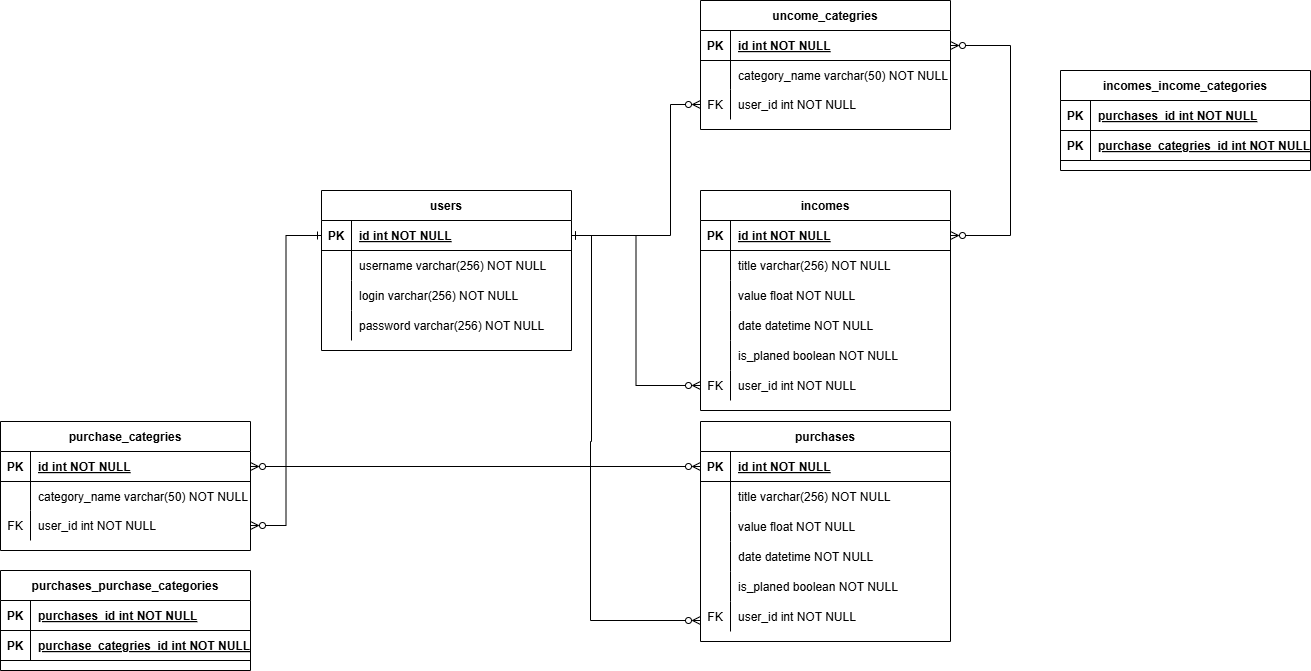 uncome_categries
PK id int NOT NULL
category_name varchar(50) NOT NULL
FK user_id int NOT NULL
incomes_income_categories
PK purchases_id int NOT NULL
PK purchase_categries_id int NOT NULL
users
PK id int NOT NULL
username varchar(256) NOT NULL
login varchar(256) NOT NULL
password varchar(256) NOT NULL
incomes
PK id int NOT NULL
title varchar(256) NOT NULL
value float NOT NULL
date datetime NOT NULL
is_planed boolean NOT NULL
FK user_id int NOT NULL
purchase_categries
PK id int NOT NULL
category_name varchar(50) NOT NULL
FK user_id int NOT NULL
purchases
PK id int NOT NULL
title varchar(256) NOT NULL
value float NOT NULL
date datetime NOT NULL
is_planed boolean NOT NULL
FK user_id int NOT NULL
purchases_purchase_categories
PK purchases_id int NOT NULL
PK purchase_categries_id int NOT NULL